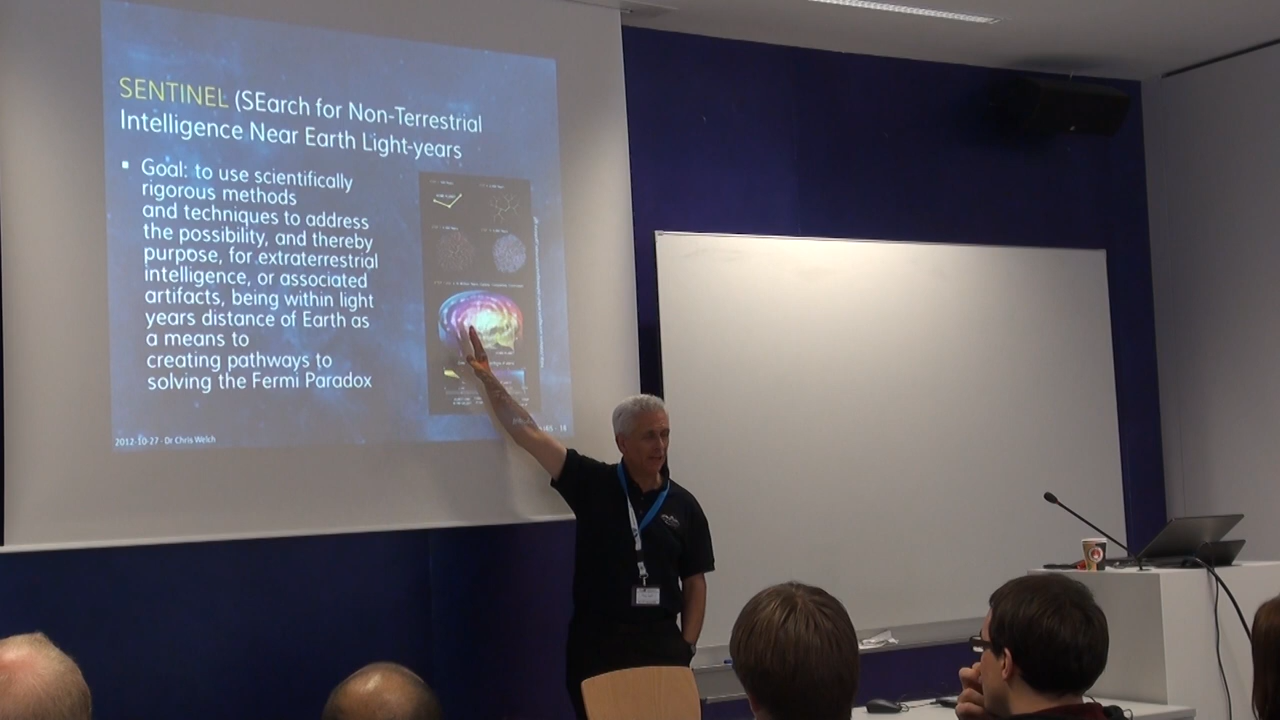 SENTINEL (SEarch for Non-Terrestrial
Intelligence Near Earth Light-years
▪ Goal: to use scientifically
rigorous methods
and techniques to address
the possibility, and thereby
purpose, for extraterrestrial
intelligence, or associated
artifacts, being within light
years distance of Earth as
a means to
creating pathways to
solving the Fermi Paradox
2012-10-27 - Dr Chris Welch